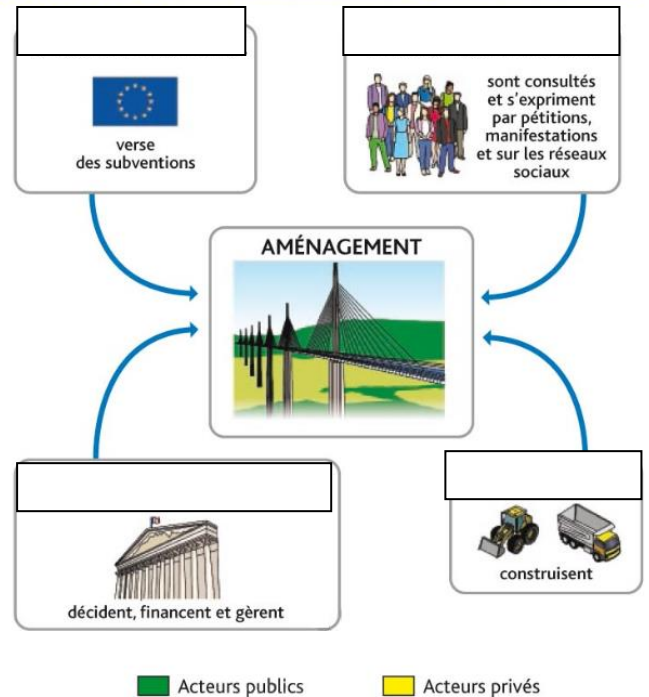 verse
des subventions
sont consultés
et s'expriment
par pétitions,
manifestations
et sur les réseaux
sociaux
AMÉNAGEMENT
décident, financent et gèrent
construisent
Acteurs publics
Acteurs privés